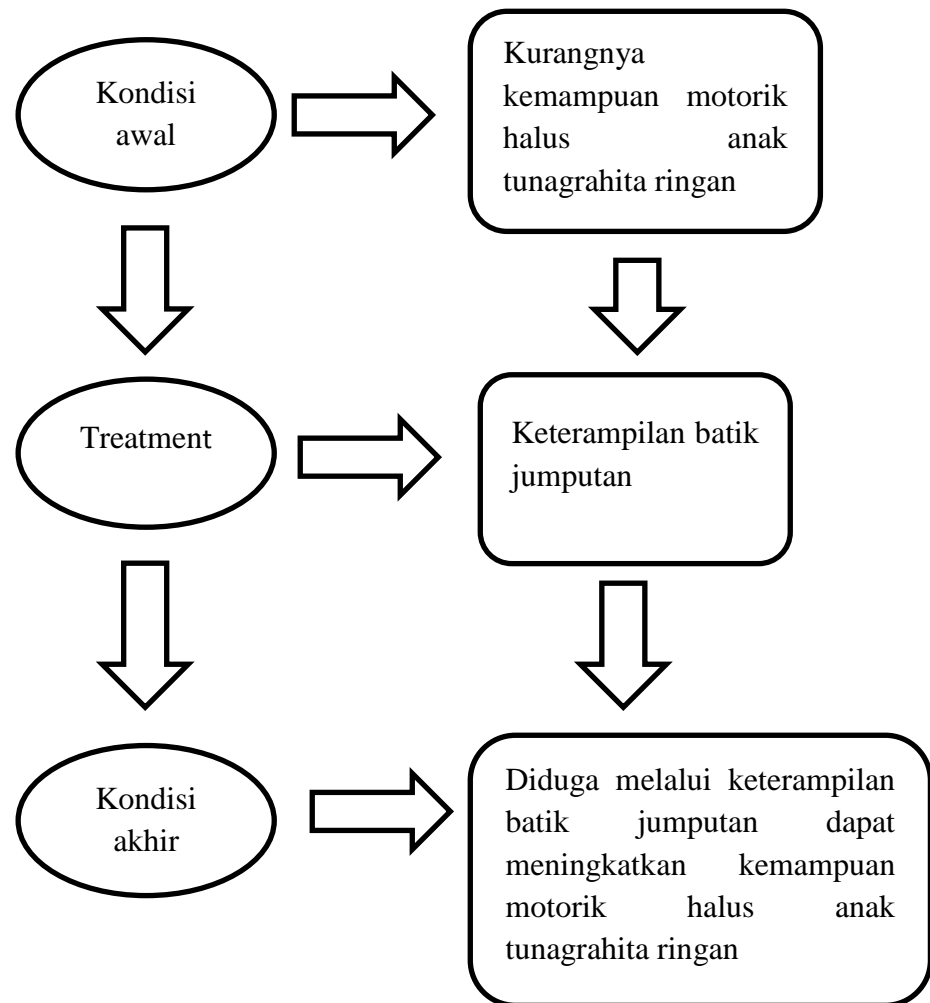 Kondisi
awal
Kurangnya
kemampuan motorik
halus anak
tunagrahita ringan
Treatment
Keterampilan batik
jumputan
Kondisi
akhir
Diduga melalui keterampilan
batik jumputan dapat
meningkatkan kemampuan
motorik halus anak
tunagrahita ringan